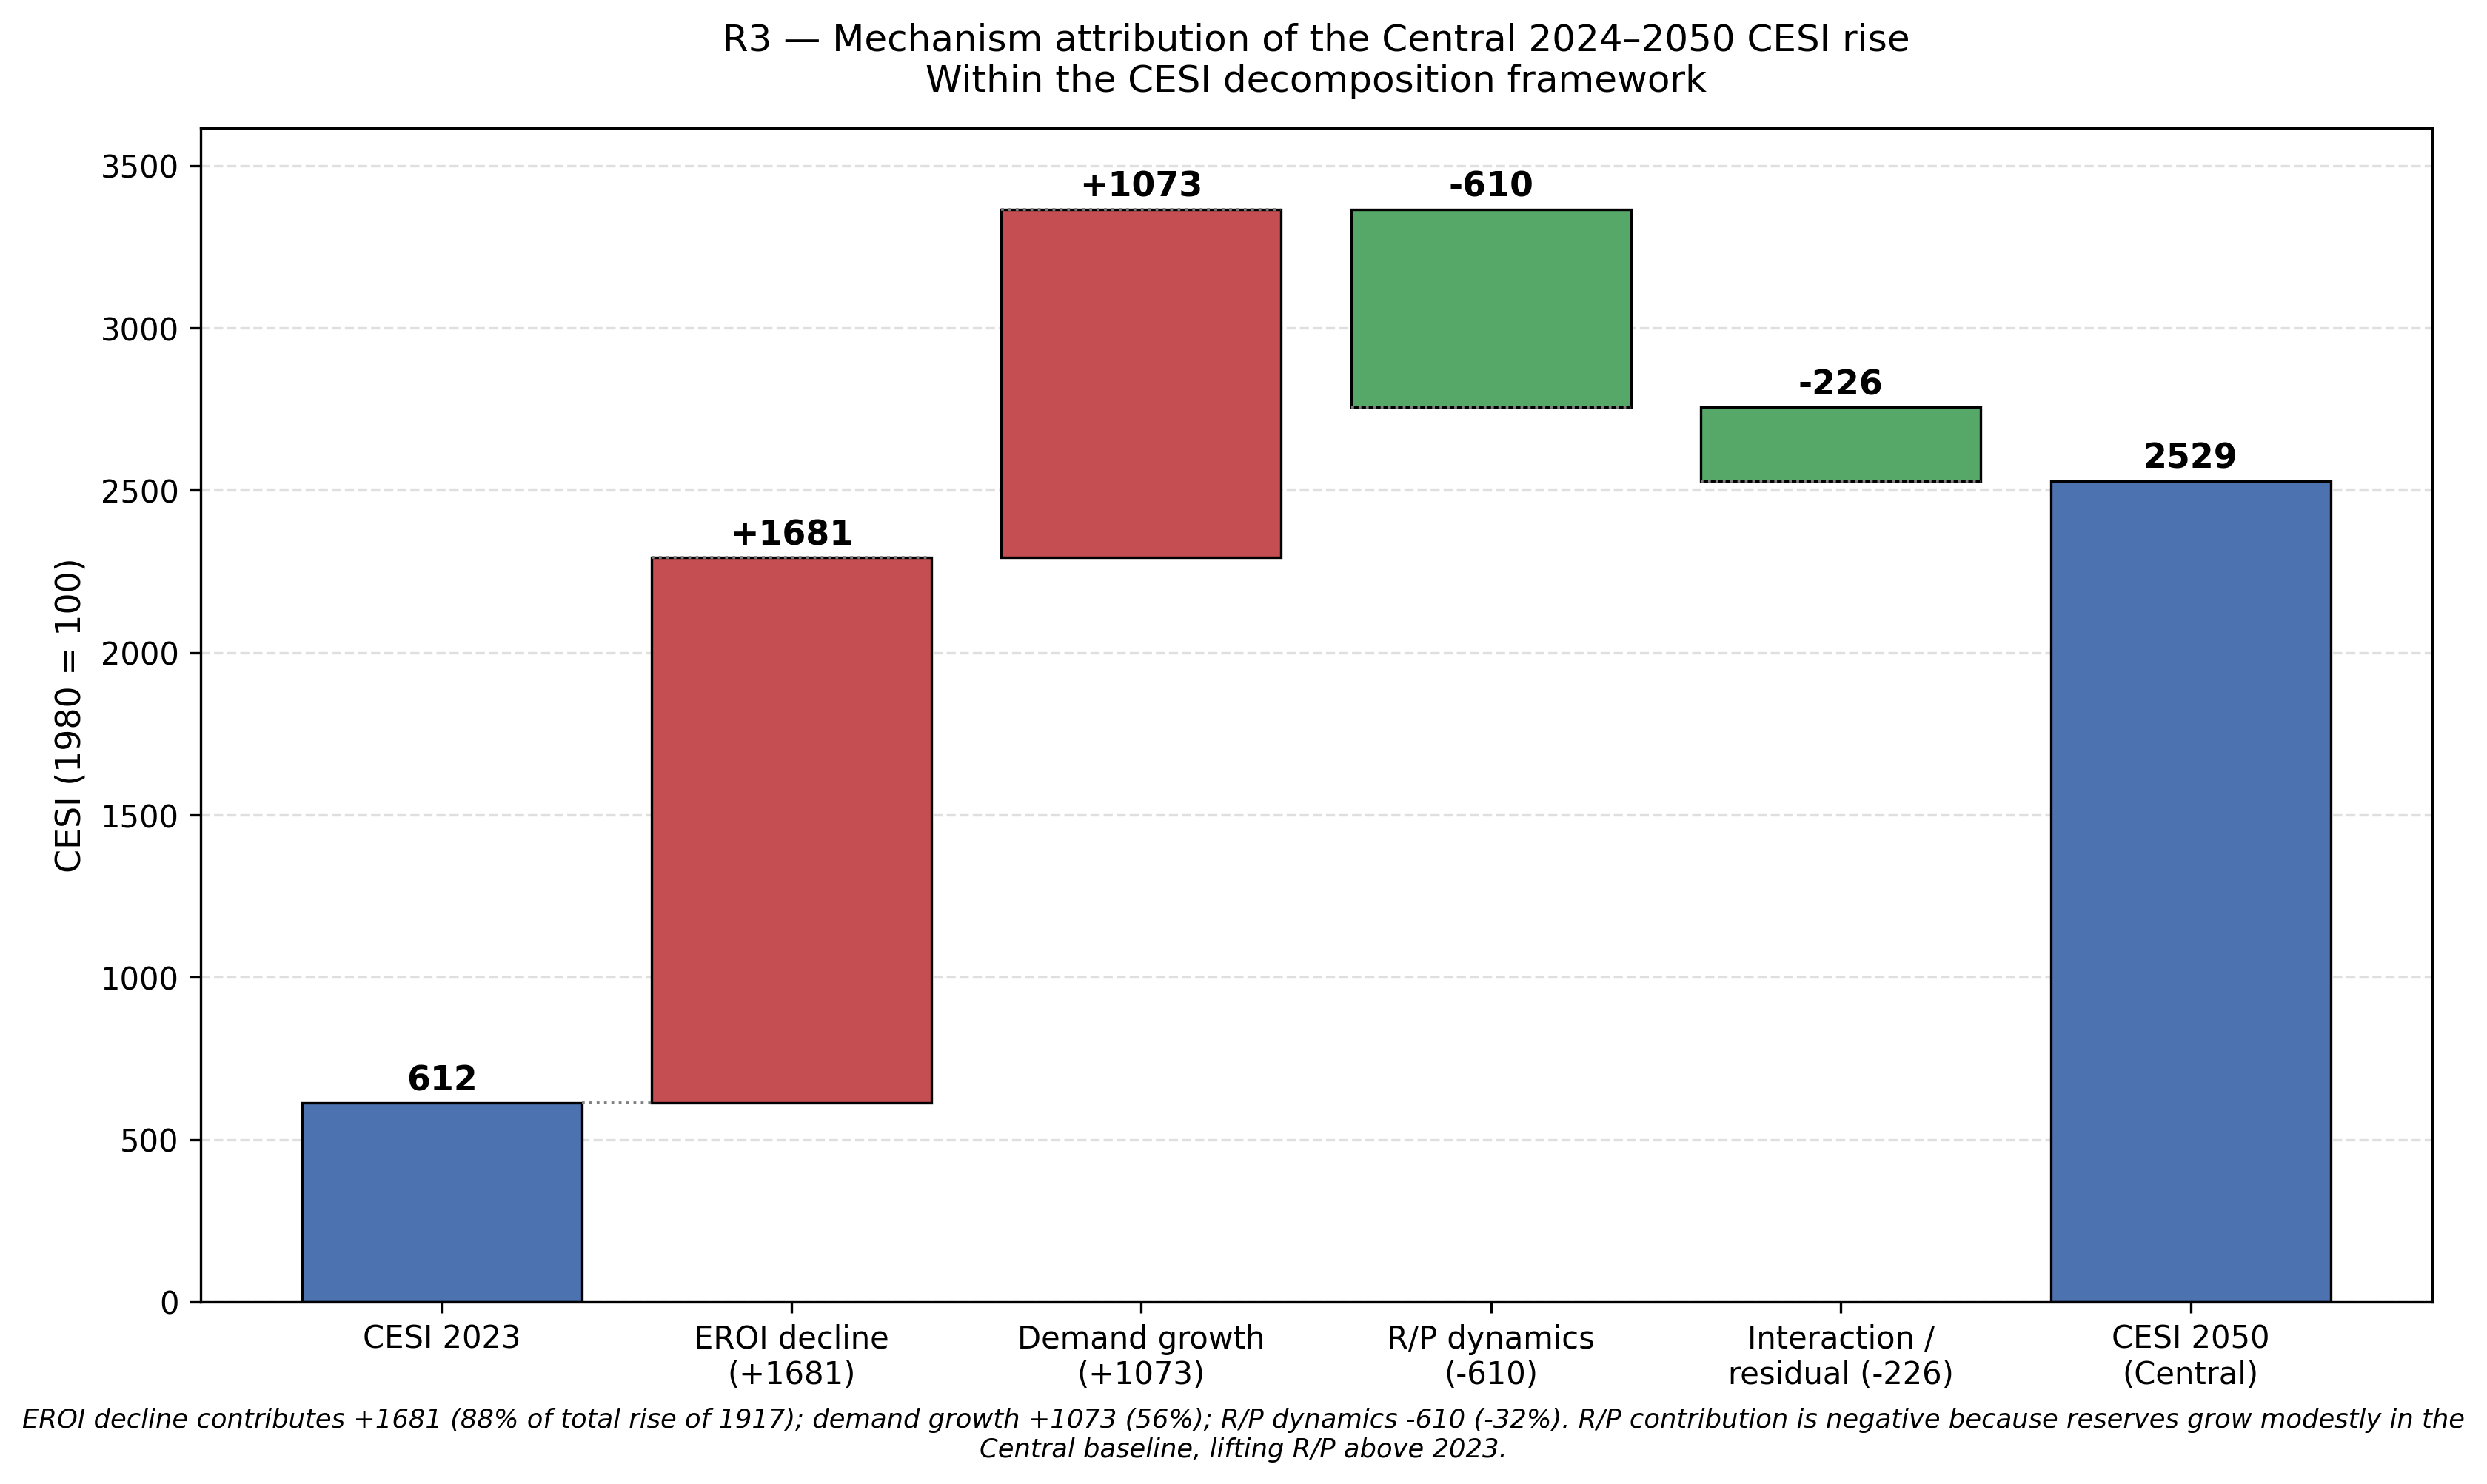 R3 — Mechanism attribution of the Central 2024–2050 CESI rise
Within the CESI decomposition framework
CESI (1980 = 100)
3500
3000
2500
2000
1500
1000
500
0
612
+1681
+1073
-610
-226
2529
CESI 2023
EROI decline
(+1681)
Demand growth
(+1073)
R/P dynamics
(-610)
Interaction /
residual (-226)
CESI 2050
(Central)
EROI decline contributes +1681 (88% of total rise of 1917); demand growth +1073 (56%); R/P dynamics -610 (-32%). R/P contribution is negative because reserves grow modestly in the
Central baseline, lifting R/P above 2023.